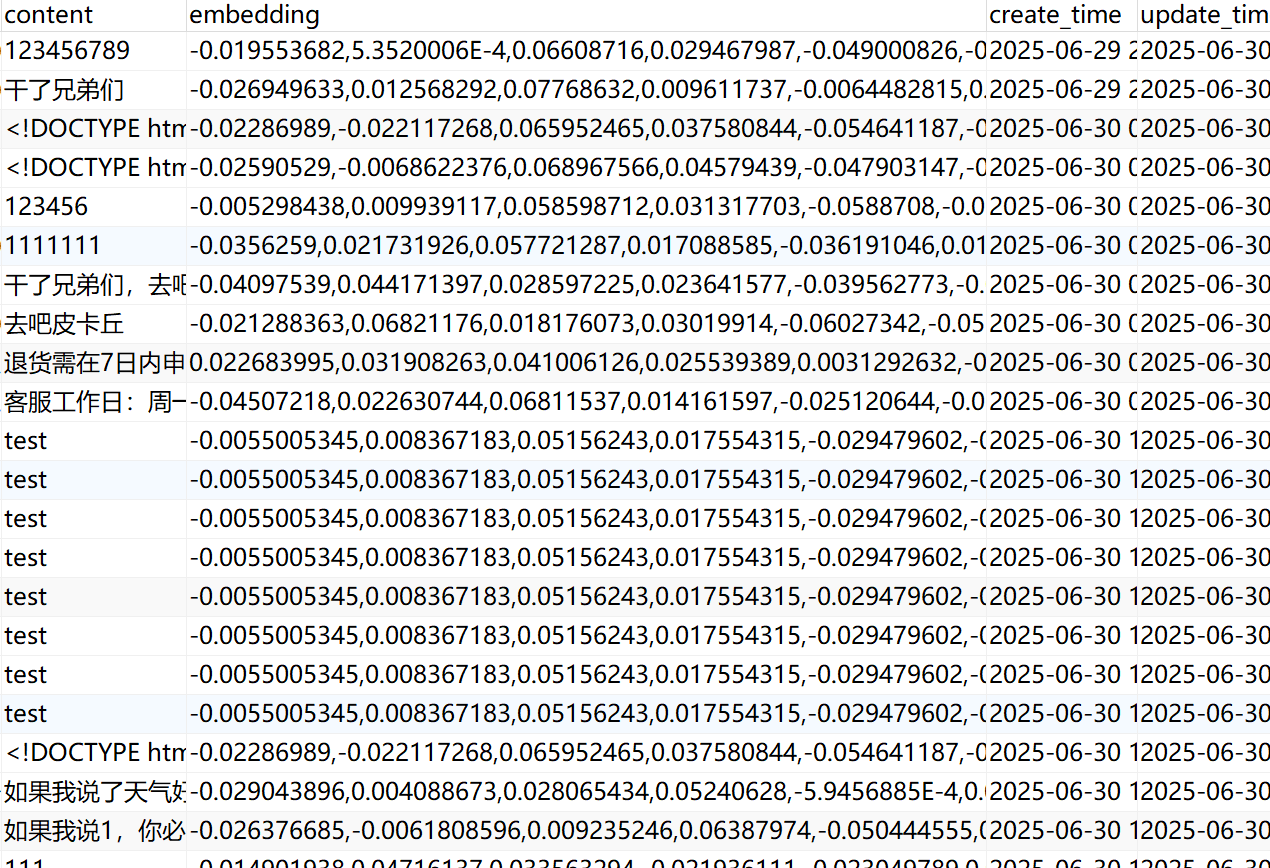 content embedding create_time update_tim
123456789 -0.019553682,5.3520006E-4,0.06608716,0.029467987,-0.049000826,-0 2025-06-29 2 2025-06-30
干了兄弟们 -0.026949633,0.012568292,0.07768632,0.009611737,-0.0064482815,0. 2025-06-29 2 2025-06-30
<!DOCTYPE htm -0.02286989,-0.022117268,0.065952465,0.037580844,-0.054641187,-0 2025-06-30 0 2025-06-30
<!DOCTYPE htm -0.02590529,-0.0068622376,0.068967566,0.04579439,-0.047903147,-0 2025-06-30 0 2025-06-30
123456 -0.005298438,0.009939117,0.058598712,0.031317703,-0.0588708,-0.0 2025-06-30 0 2025-06-30
1111111 -0.0356259,0.021731926,0.057721287,0.017088585,-0.036191046,0.01 2025-06-30 0 2025-06-30
干了兄弟们，去吧 -0.04097539,0.044171397,0.028597225,0.023641577,-0.039562773,-0. 2025-06-30 0 2025-06-30
去吧皮卡丘 -0.021288363,0.06821176,0.018176073,0.03019914,-0.06027342,-0.05 2025-06-30 0 2025-06-30
退货需在7日内申 0.022683995,0.031908263,0.041006126,0.025539389,0.0031292632,-0 2025-06-30 0 2025-06-30
客服工作日：周一 -0.04507218,0.022630744,0.06811537,0.014161597,-0.025120644,-0.0 2025-06-30 0 2025-06-30
test -0.0055005345,0.008367183,0.05156243,0.017554315,-0.029479602,-0 2025-06-30 1 2025-06-30
test -0.0055005345,0.008367183,0.05156243,0.017554315,-0.029479602,-0 2025-06-30 1 2025-06-30
test -0.0055005345,0.008367183,0.05156243,0.017554315,-0.029479602,-0 2025-06-30 1 2025-06-30
test -0.0055005345,0.008367183,0.05156243,0.017554315,-0.029479602,-0 2025-06-30 1 2025-06-30
test -0.0055005345,0.008367183,0.05156243,0.017554315,-0.029479602,-0 2025-06-30 1 2025-06-30
test -0.0055005345,0.008367183,0.05156243,0.017554315,-0.029479602,-0 2025-06-30 1 2025-06-30
test -0.0055005345,0.008367183,0.05156243,0.017554315,-0.029479602,-0 2025-06-30 1 2025-06-30
test -0.0055005345,0.008367183,0.05156243,0.017554315,-0.029479602,-0 2025-06-30 1 2025-06-30
<!DOCTYPE htm -0.02286989,-0.022117268,0.065952465,0.037580844,-0.054641187,-0 2025-06-30 1 2025-06-30
如果我说了天气好 -0.029043896,0.004088673,0.028065434,0.05240628,-5.9456885E-4,0. 2025-06-30 1 2025-06-30
如果我说1，你必 -0.026376685,-0.0061808596,0.009235246,0.06387974,-0.050444555,0 2025-06-30 1 2025-06-30
111